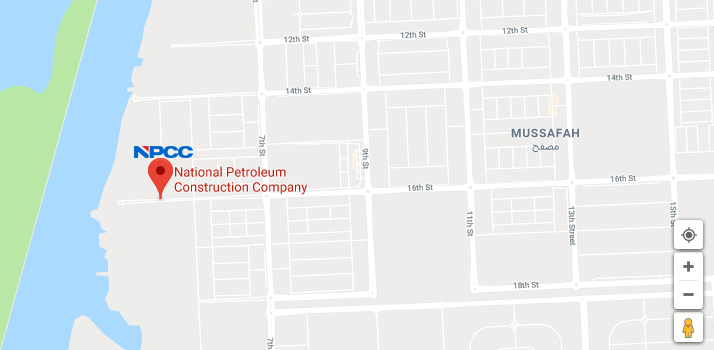 12th St
12th St
12th St
14th St
14th St
7th St
MUSSAFAH
مصفح
NPCC
9th St
National Petroleum
Construction Company
16th St
16th St
11th St
13th Street
15th St
18th St
7th St